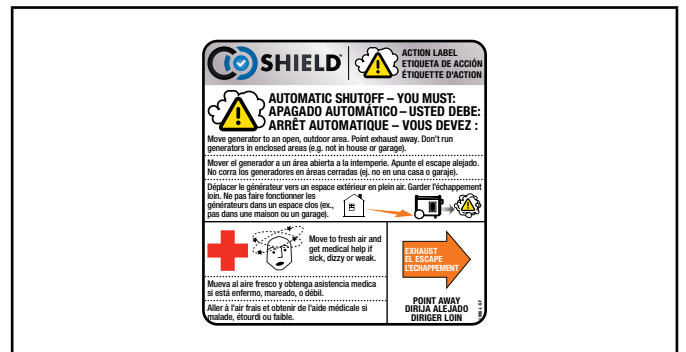 CO SHIELD™
ACTION LABEL
ETIQUETA DE ACCIÓN
ÉTIQUETTE D'ACTION
AUTOMATIC SHUTOFF – YOU MUST:
APAGADO AUTOMÁTICO – USTED DEBE:
ARRÊT AUTOMATIQUE – VOUS DEVEZ :
Move generator to an open, outdoor area. Point exhaust away. Don't run
generators in enclosed areas (e.g. not in house or garage).
Mover el generador a un área abierta a la intemperie. Apunte el escape alejado.
No corra los generadores en áreas cerradas (ej. no en una casa o garaje).
Déplacer le générateur vers un espace extérieur en plein air. Garder l'échappement
loin. Ne pas faire fonctionner les
générateurs dans un espace clos (ex.,
pas dans une maison ou un garage).
Move to fresh air and
get medical help if
sick, dizzy or weak.
Mueva al aire fresco y obtenga asistencia medica
si está enfermo, mareado, o débil.
Aller à l'air frais et obtenir de l'aide médicale si
malade, étourdi ou faible.
EXHAUST
EL ESCAPE
L'ECHAPPEMENT
POINT AWAY
DIRIJA ALEJADO
DIRIGER LOIN